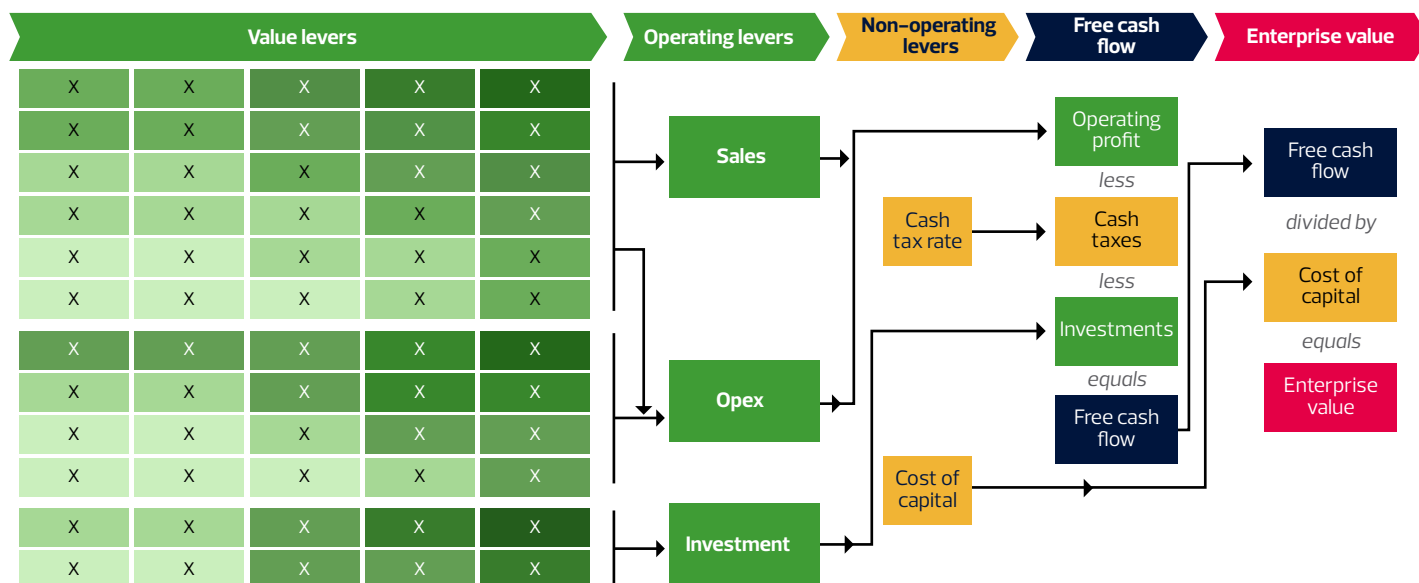 Value levers
Operating levers
Non-operating
levers
Free cash
flow
Enterprise value
X X X X X
X X X X X
X X X X X
X X X X X
X X X X X
X X X X X
X X X X X
X X X X X
X X X X X
X X X X X
X X X X X
X X X X X
Sales
Opex
Investment
Cash
tax rate
Cost of
capital
Operating
profit
less
Cash
taxes
less
Investments
equals
Free cash
flow
Free cash
flow
divided by
Cost of
capital
equals
Enterprise
value